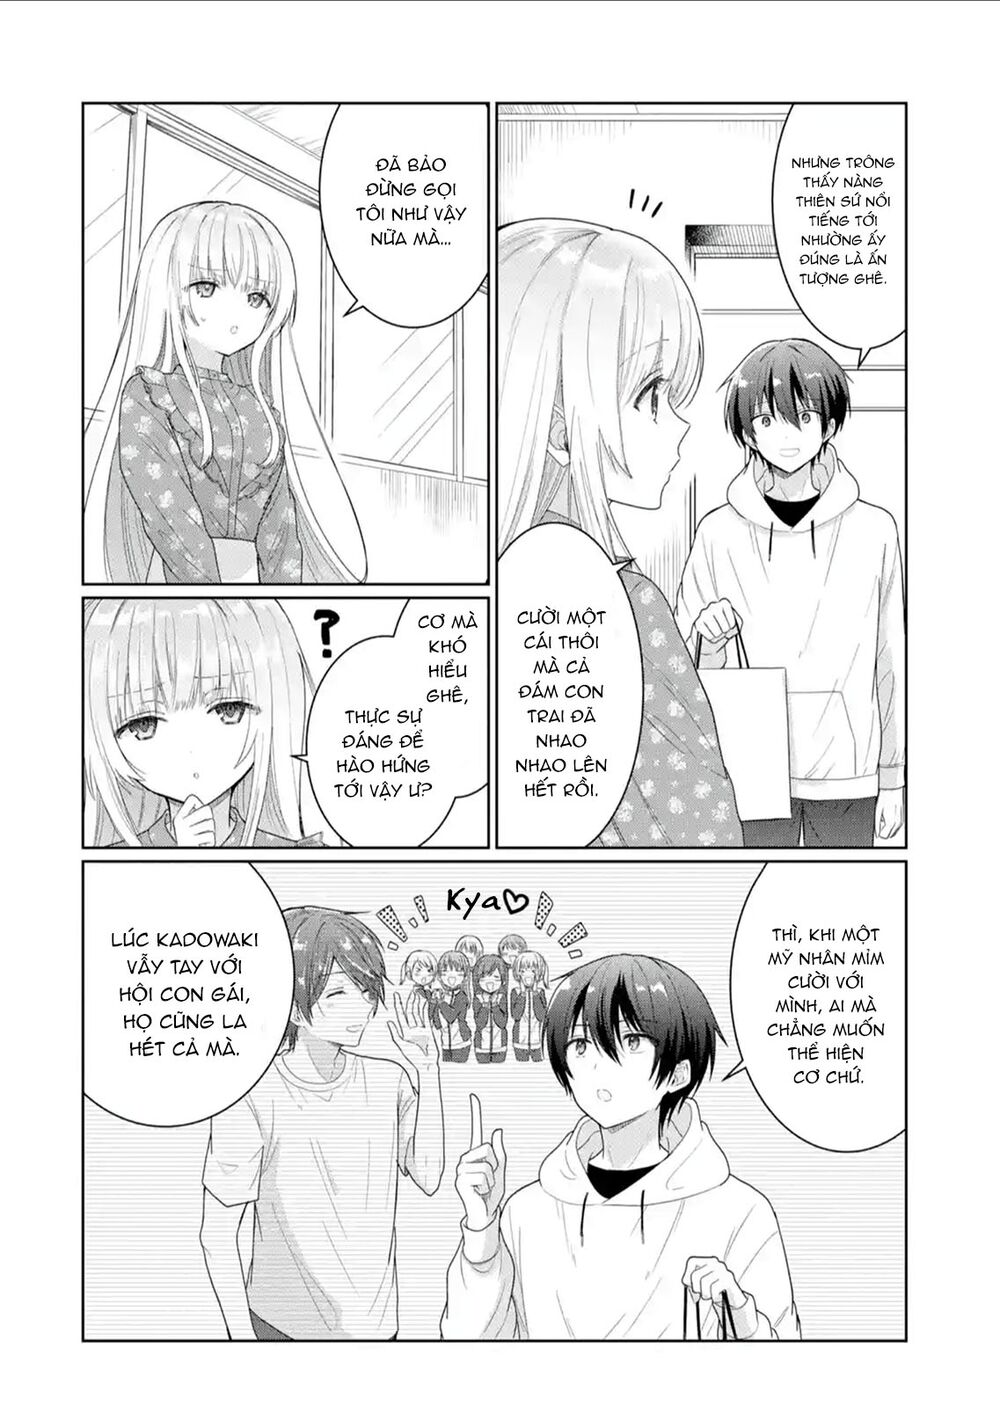 NHƯNG TRÔNG
THẤY NÀNG
THIÊN SỨ NỔI
TIẾNG TỚI
NHƯỜNG ẤY
ĐÚNG LÀ ẤN
TƯỢNG GHÊ.
CƯỜI MỘT
CÁI THÔI
MÀ CẢ
ĐÁM CON
TRAI ĐÃ
NHAO
NHAO LÊN
HẾT RỒI.
ĐÃ BẢO
ĐỪNG GỌI
TÔI NHƯ VẬY
NỮA MÀ...
CƠ MÀ
KHÓ
HIỂU
GHÊ,
THỰC SỰ
ĐÁNG ĐỂ
HÀO HỨNG
TỚI VẬY Ư?
?
THÌ, KHI MỘT
MỸ NHÂN MỈM
CƯỜI VỚI
MÌNH, AI MÀ
CHẲNG MUỐN
THỂ HIỆN
CƠ CHỨ.
Kya♡
LÚC KADOWAKI
VẪY TAY VỚI
HỘI CON GÁI,
HỌ CŨNG LA
HÉT CẢ MÀ.